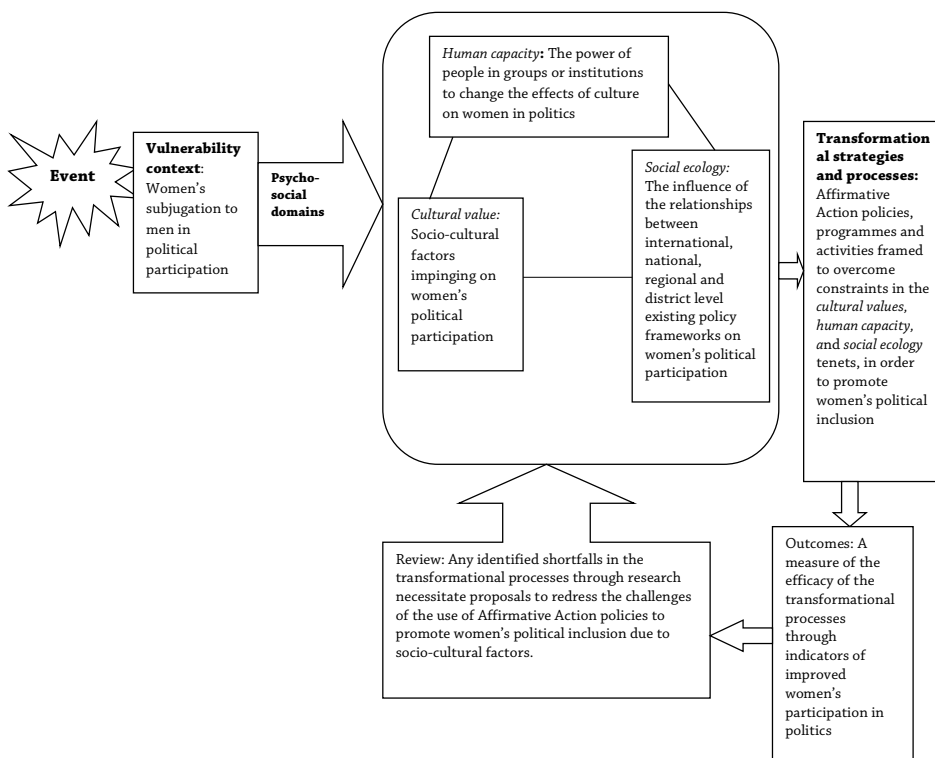 Event
Vulnerability
context:
Women's
subjugation to
men in
political
participation
Psycho-
social
domains
Human capacity: The power of
people in groups or institutions
to change the effects of culture
on women in politics
Cultural value:
Socio-cultural
factors
impinging on
women's
political
participation
Social ecology:
The influence of
the relationships
between
international,
national,
regional and
district level
existing policy
frameworks on
women's political
participation
Transformation
al strategies
and processes:
Affirmative
Action policies,
programmes and
activities framed
to overcome
constraints in the
cultural values,
human capacity,
and social ecology
tenets, in order
to promote
women's political
inclusion
Outcomes: A
measure of the
efficacy of the
transformational
processes
through
indicators of
improved
women's
participation in
politics
Review: Any identified shortfalls in the
transformational processes through research
necessitate proposals to redress the challenges
of the use of Affirmative Action policies to
promote women's political inclusion due to
socio-cultural factors.